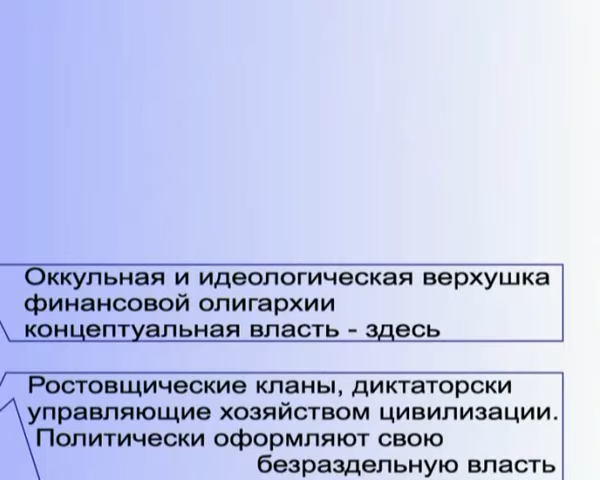 Оккульная и идеологическая верхушка
финансовой олигархии
концептуальная власть - здесь
Ростовщические кланы, диктаторски
управляющие хозяйством цивилизации.
Политически оформляют свою
безраздельную власть